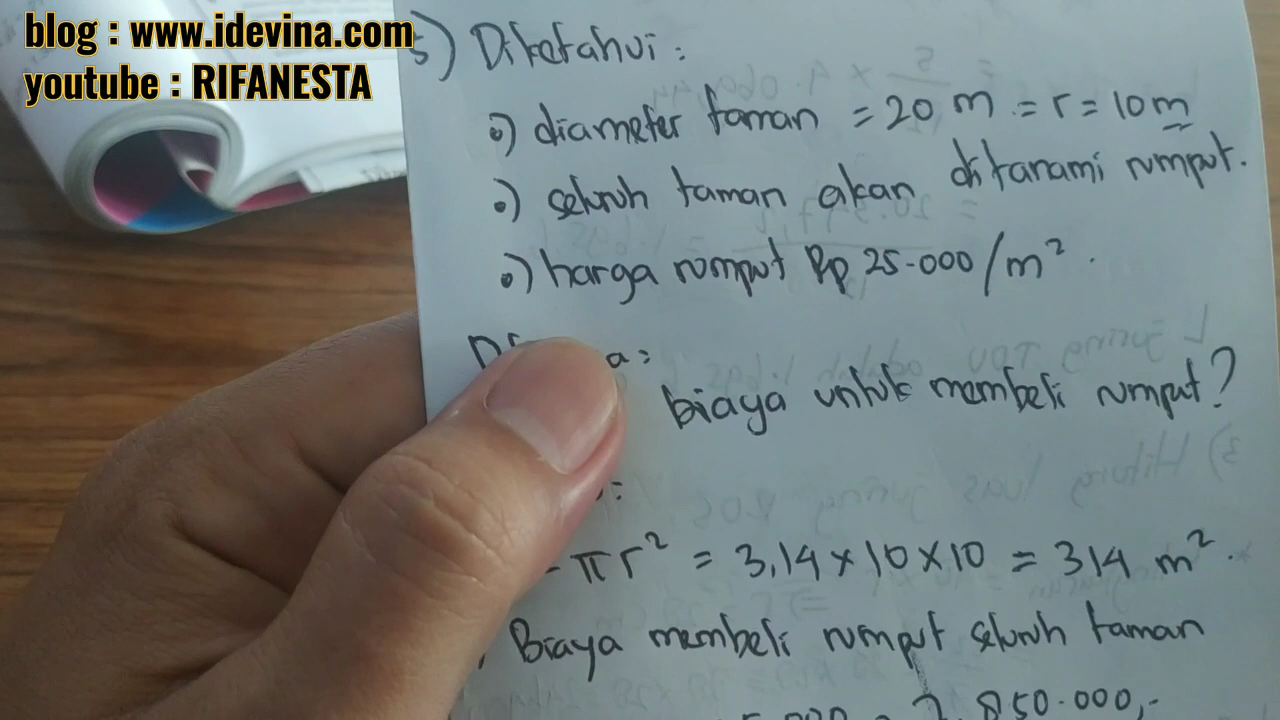 blog : www.idevina.com
youtube : RIFANESTA
5) Diketahui :
•) diameter taman = 20 m = r = 10 m
•) seluruh taman akan ditanami rumput.
•) harga rumput Rp 25.000/m².
a:
biaya untuk membeli rumput?
πr² = 3,14 x 10 x 10 = 314 m².
Biaya membeli rumput seluruh taman
.850.000,-